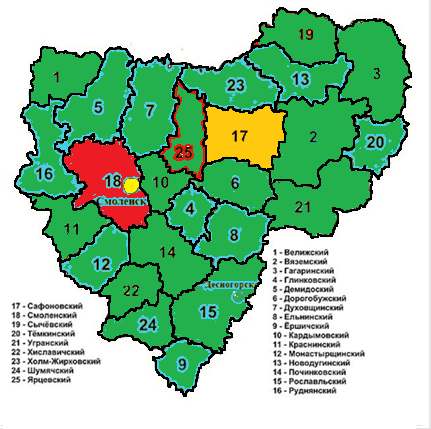 19
1
23
13
3
5
7
17
2
25
20
16
18
10
6
Смоленск
4
21
11
8
14
12
22
Десногорск
15
24
9
1 - Велижский
2 - Вяземский
3 - Гагаринский
4 - Глинковский
5 - Демидоский
6 - Дорогобужский
7 - Духовщинский
8 - Ельнинский
9 - Ёршичский
10 - Кардымовский
11 - Краснинский
12 - Монастырщинский
13 - Новодугинский
14 - Починковский
15 - Рославльский
16 - Руднянский
17 - Сафоновский
18 - Смоленский
19 - Сычёвский
20 - Тёмкинский
21 - Угранский
22 - Хиславичский
23 - Холм-Жирковский
24 - Шумячский
25 - Ярцевский